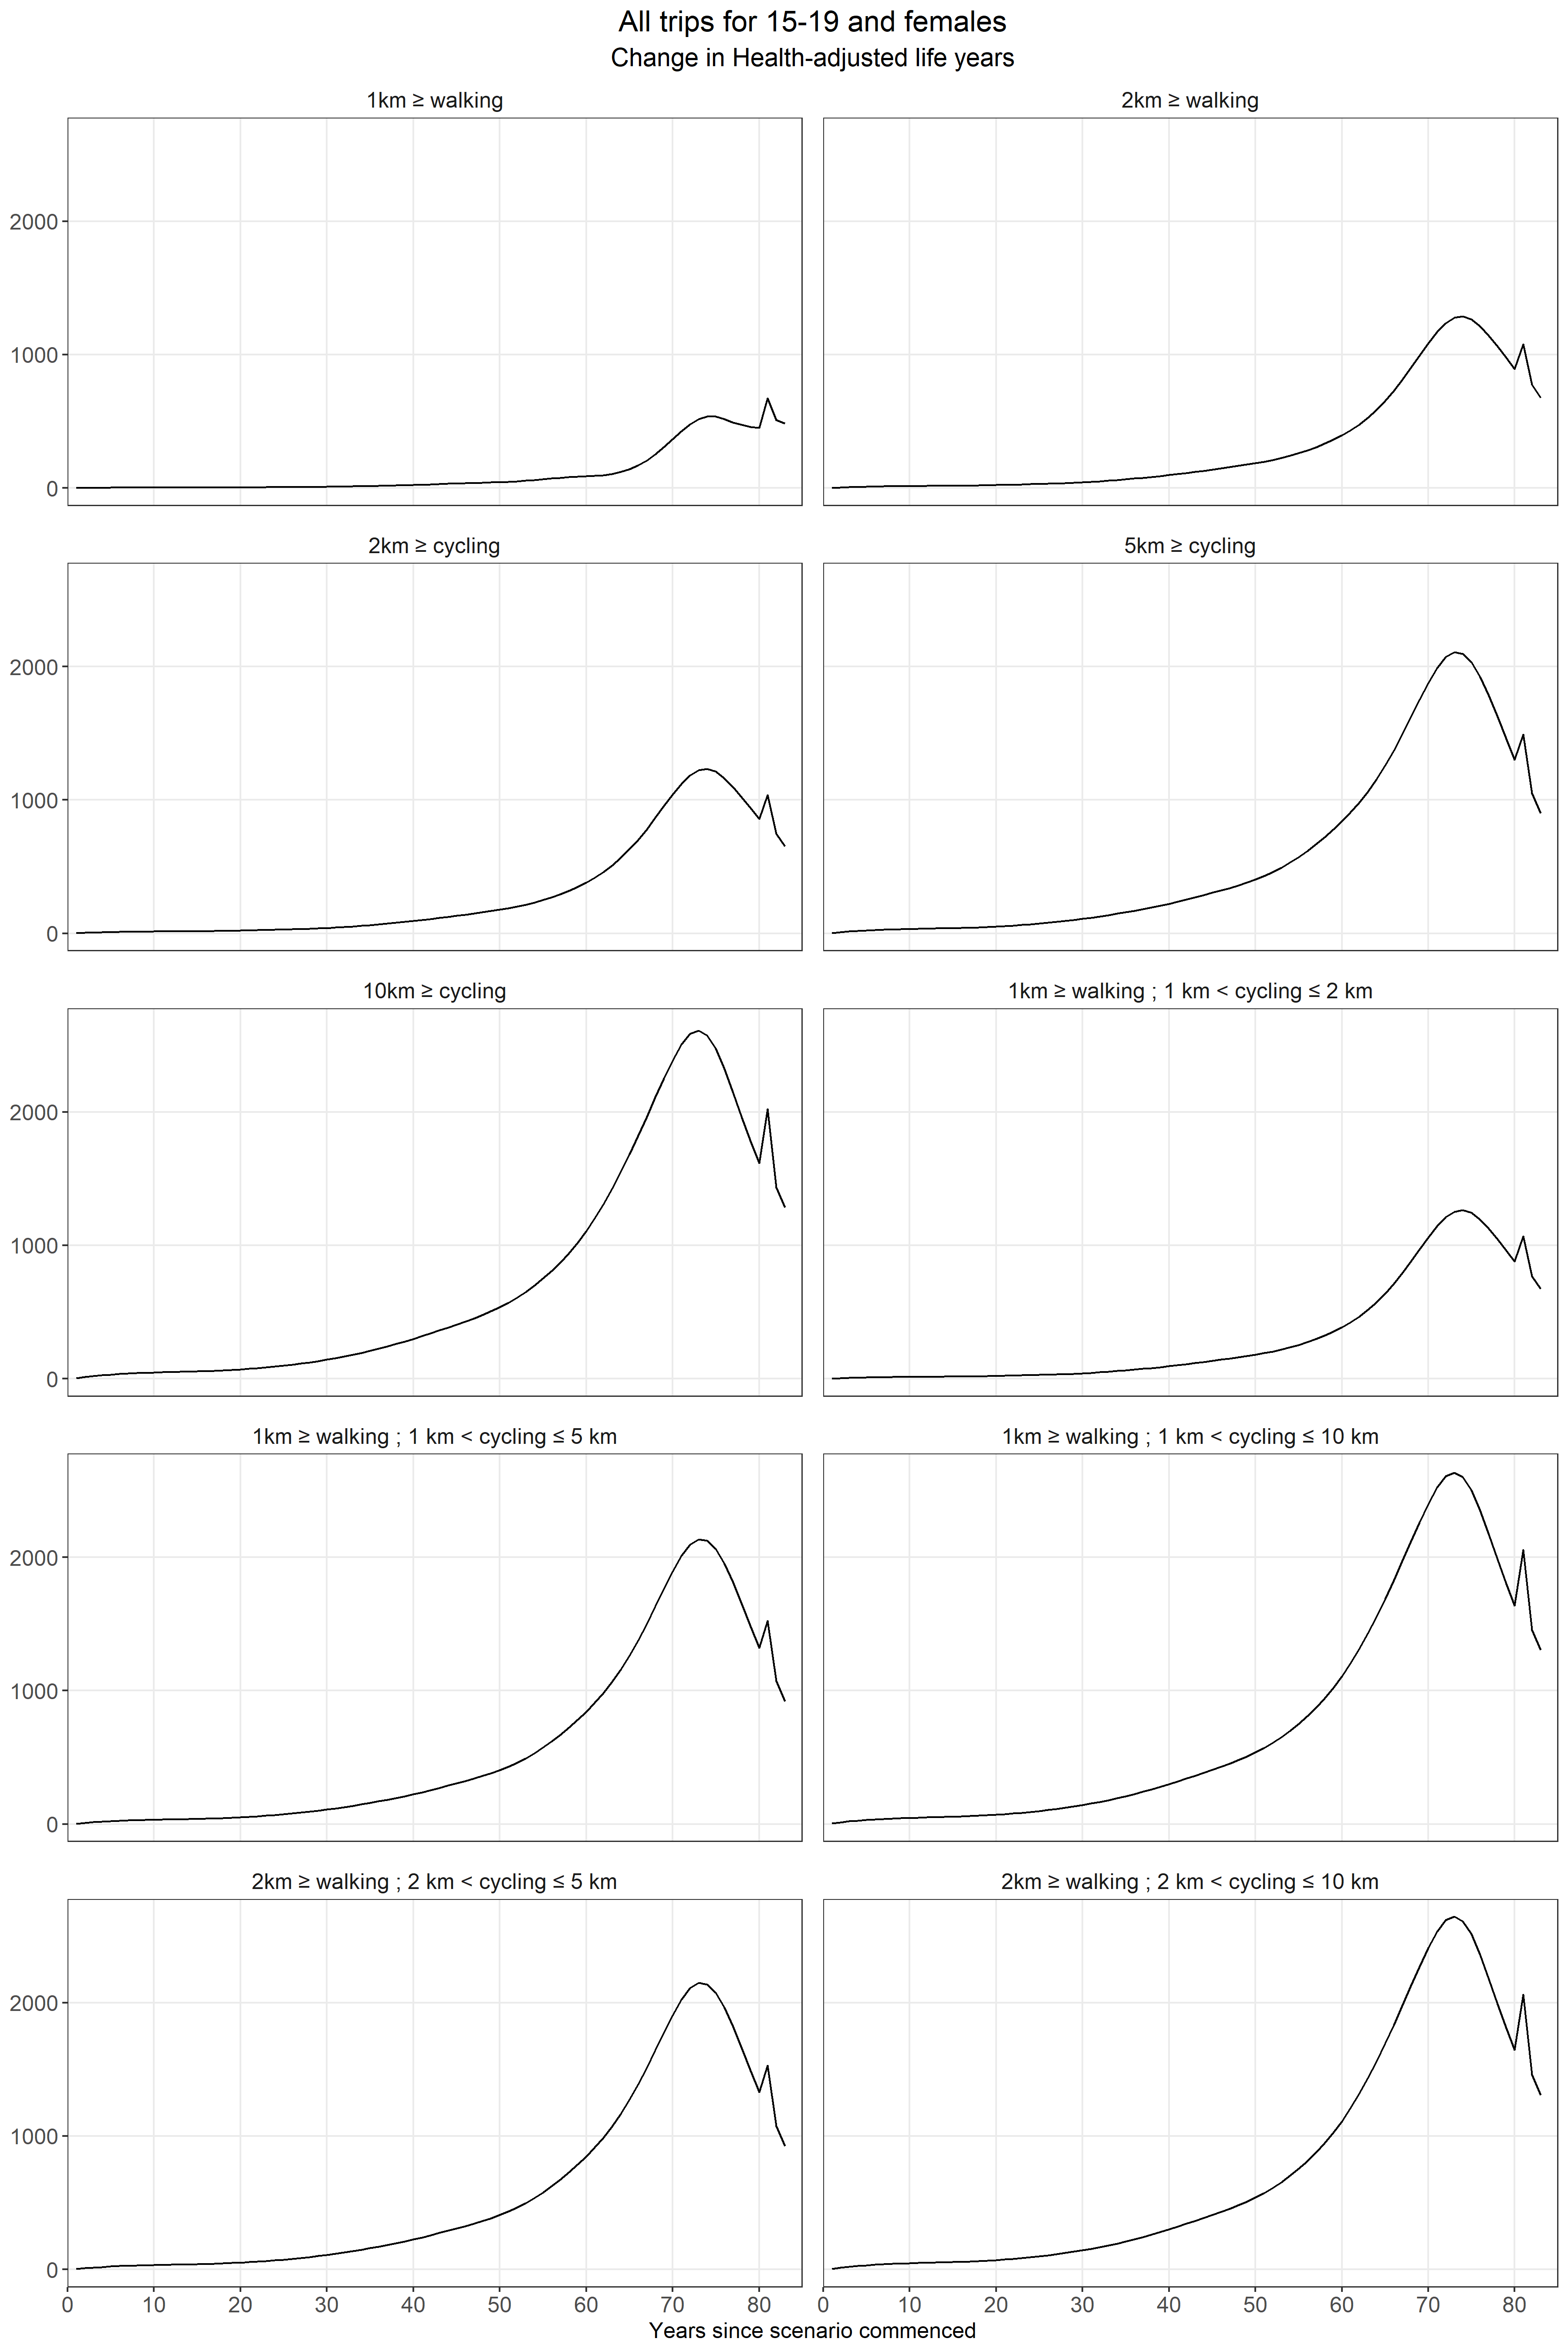 All trips for 15-19 and females
Change in Health-adjusted life years
1km ≥ walking
2km ≥ walking
2000
1000
0
2km ≥ cycling
5km ≥ cycling
2000
1000
0
10km ≥ cycling
1km ≥ walking ; 1 km < cycling ≤ 2 km
2000
1000
0
1km ≥ walking ; 1 km < cycling ≤ 5 km
1km ≥ walking ; 1 km < cycling ≤ 10 km
2000
1000
0
2km ≥ walking ; 2 km < cycling ≤ 5 km
2km ≥ walking ; 2 km < cycling ≤ 10 km
2000
1000
0
0 10 20 30 40 50 60 70 80
0 10 20 30 40 50 60 70 80
Years since scenario commenced